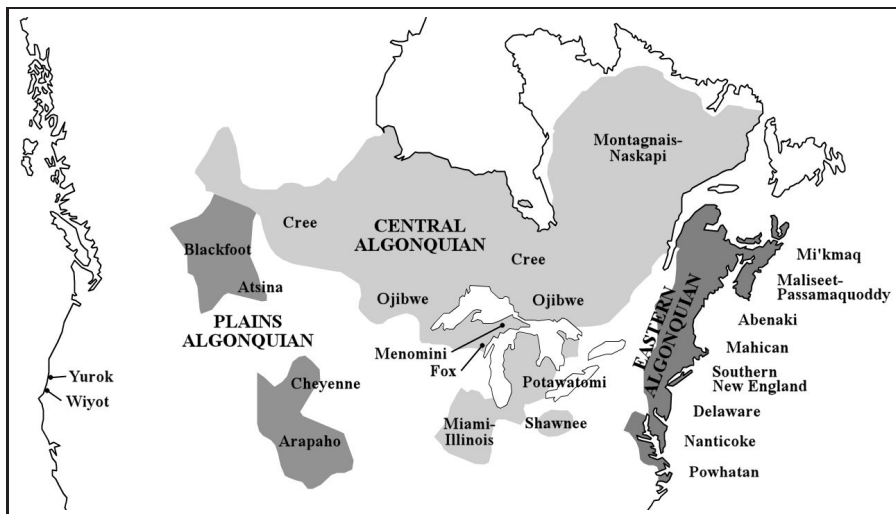 Montagnais-
Naskapi
Cree
CENTRAL
ALGONQUIAN
Cree
Blackfoot
Atsina
Ojibwe
Ojibwe
PLAINS
ALGONQUIAN
Menomini
Fox
Potawatomi
Cheyenne
Arapaho
Miami-
Illinois
Shawnee
Yurok
Wiyot
EASTERN
ALGONQUIAN
Mi'kmaq
Maliseet-
Passamaquoddy
Abenaki
Mahican
Southern
New England
Delaware
Nanticoke
Powhatan